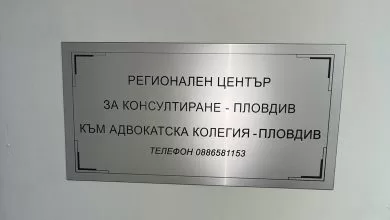 РЕГИОНАЛЕН ЦЕНТЪР
ЗА КОНСУЛТИРАНЕ - ПЛОВДИВ
КЪМ АДВОКАТСКА КОЛЕГИЯ - ПЛОВДИВ
ТЕЛЕФОН 0886581153